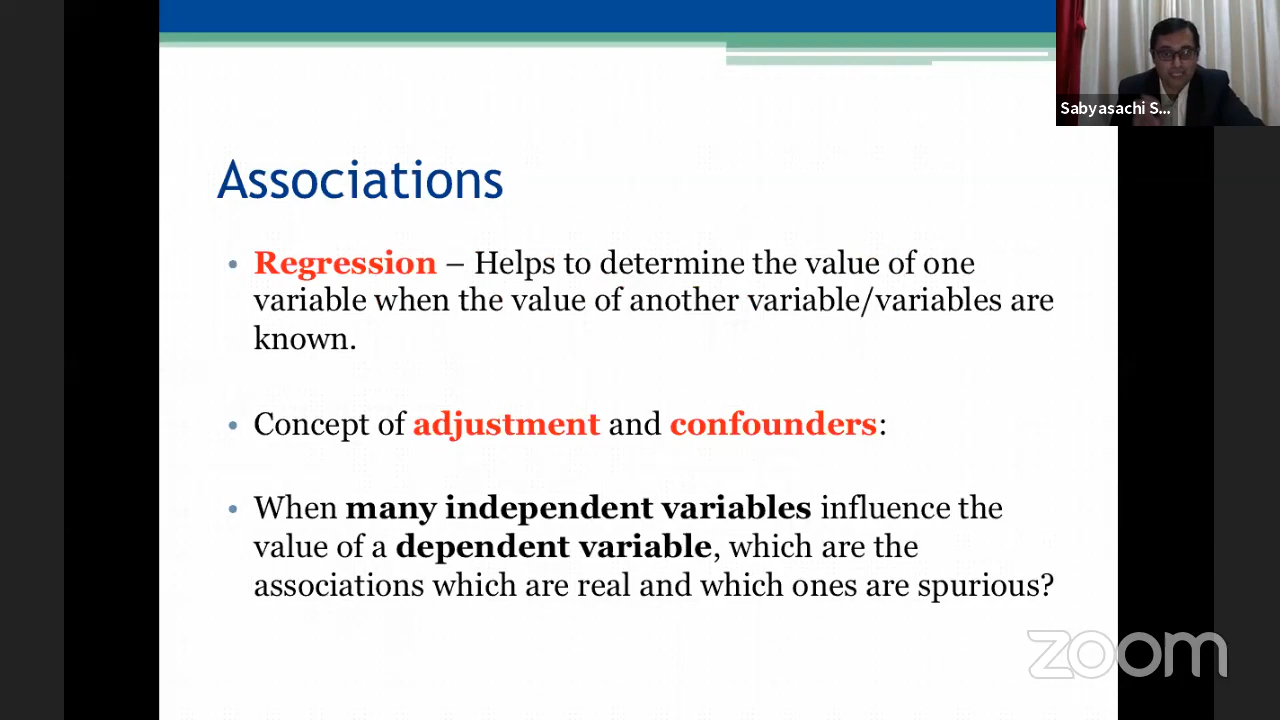 Sabyasachi S...
Associations
• Regression – Helps to determine the value of one
variable when the value of another variable/variables are
known.
• Concept of adjustment and confounders:
• When many independent variables influence the
value of a dependent variable, which are the
associations which are real and which ones are spurious?
zoom